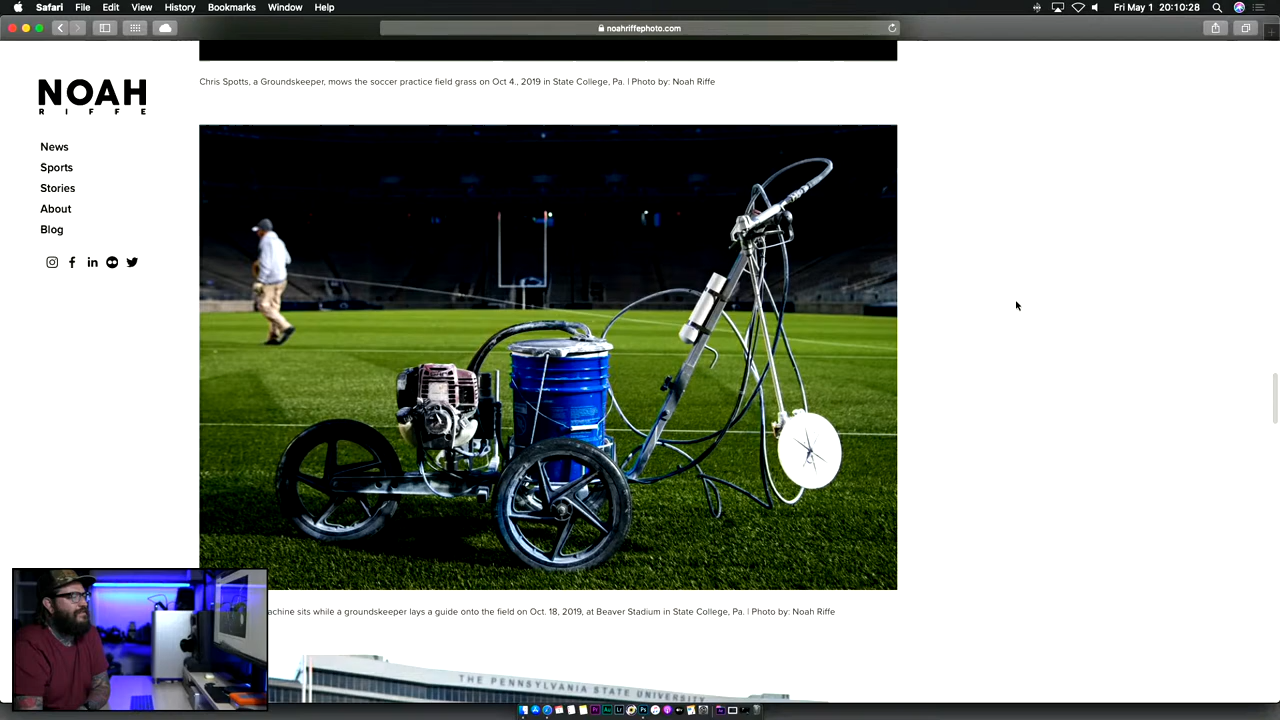 Safari File Edit View History Bookmarks Window Help
Fri May 1 20:10:28
noahriffephoto.com
NOAH
RIFFE
News
Sports
Stories
About
Blog
Chris Spotts, a Groundskeeper, mows the soccer practice field grass on Oct 4., 2019 in State College, Pa. | Photo by: Noah Riffe
achine sits while a groundskeeper lays a guide onto the field on Oct. 18, 2019, at Beaver Stadium in State College, Pa. | Photo by: Noah Riffe
THE PENNSYLVANIA STATE UNIVERSITY